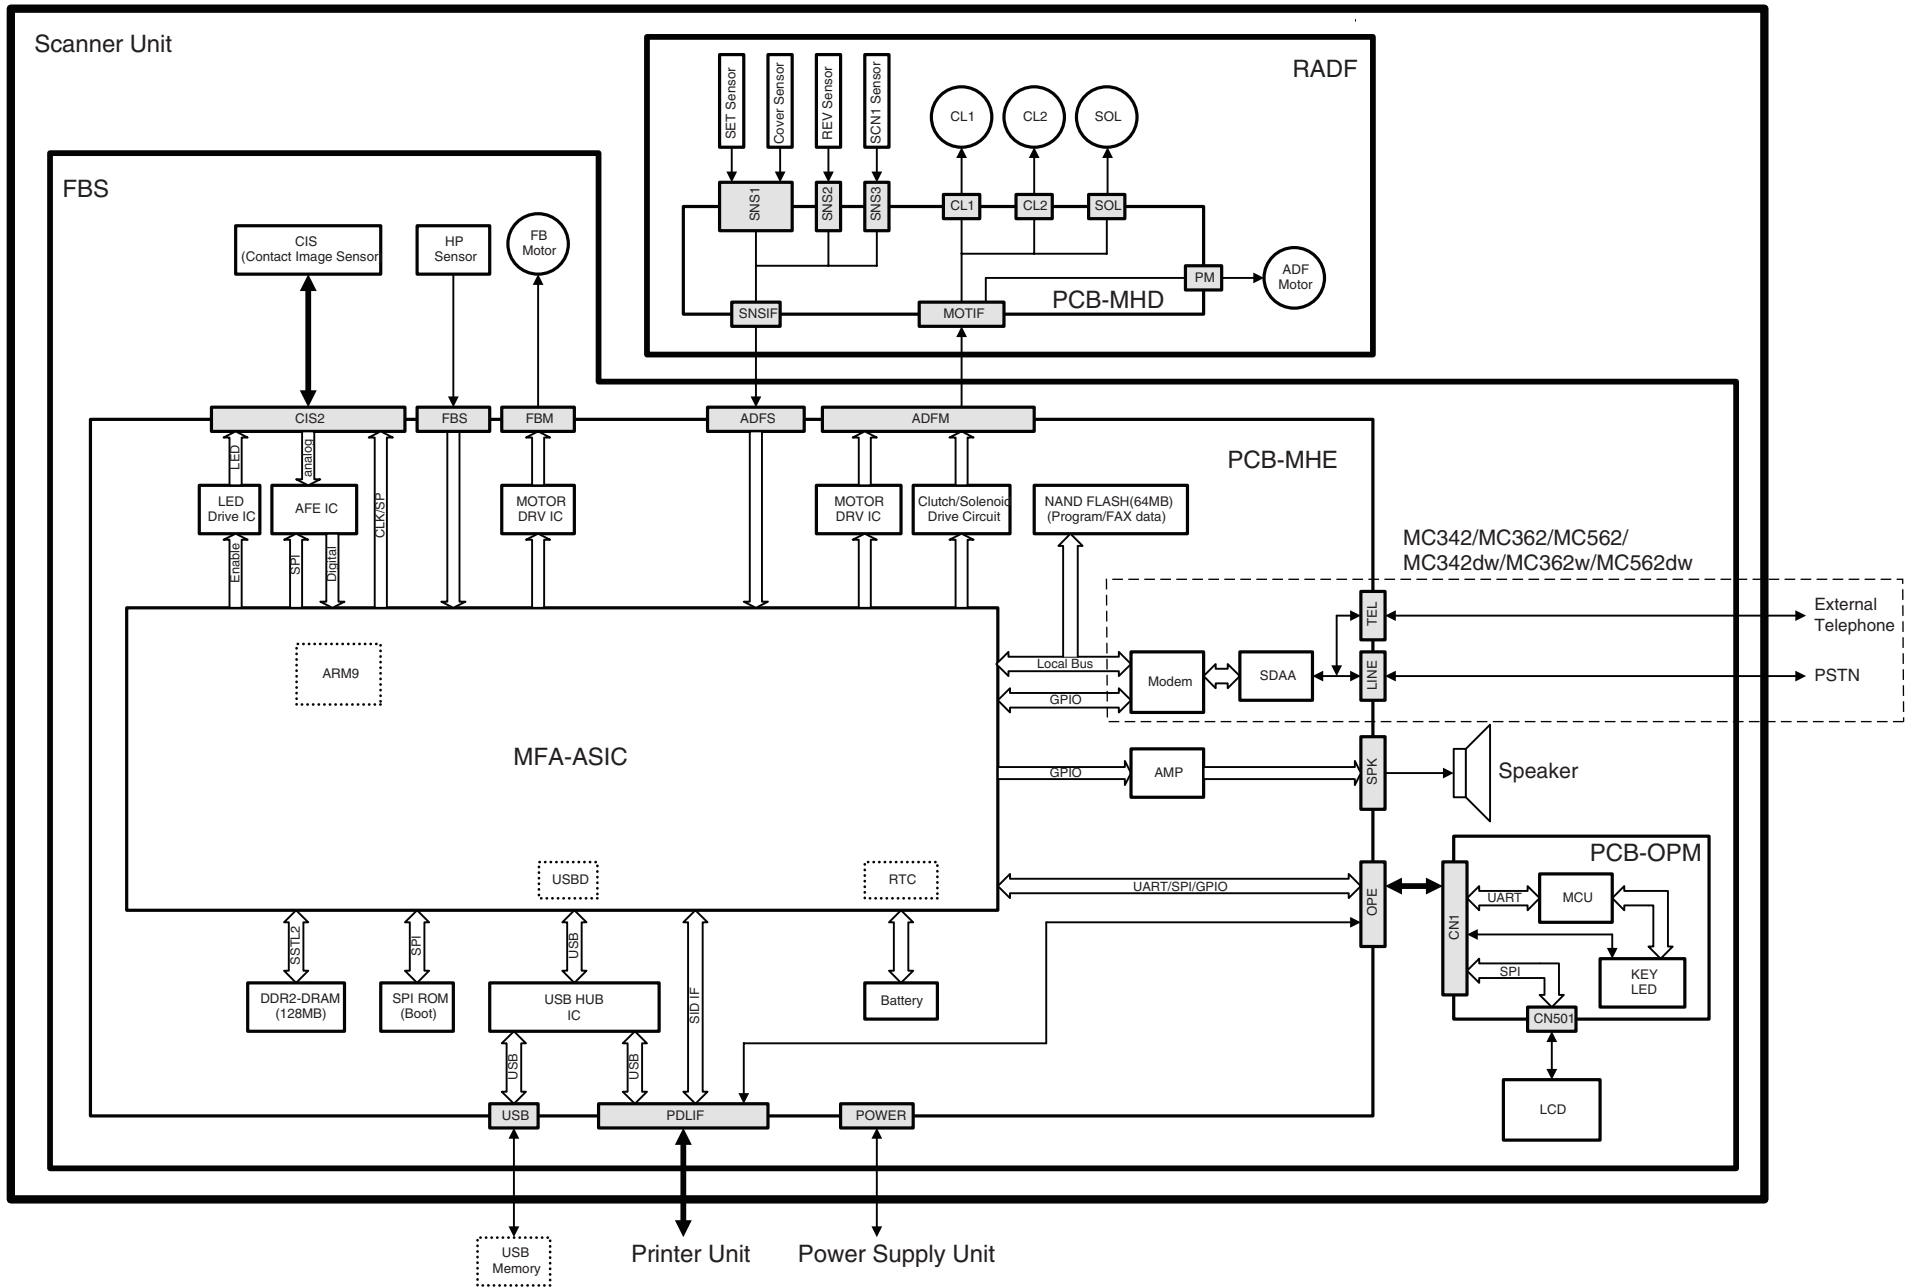 Scanner Unit
RADF
SET Sensor
Cover Sensor
REV Sensor
SCN1 Sensor
CL1
CL2
SOL
FBS
SNS1
SNS2
SNS3
CL1
CL2
SOL
CIS
(Contact Image Sensor
HP
Sensor
FB
Motor
PM
ADF
Motor
PCB-MHD
SNSIF
MOTIF
CIS2
FBS
FBM
ADFS
ADFM
PCB-MHE
LED
analog
CLK/SP
LED
Drive IC
AFE IC
MOTOR
DRV IC
MOTOR
DRV IC
Clutch/Solenoid
Drive Circuit
NAND FLASH(64MB)
(Program/FAX data)
Enable
SPI
Digital
MC342/MC362/MC562/
MC342dw/MC362w/MC562dw
TEL
External
Telephone
ARM9
Local Bus
GPIO
Modem
SDAA
LINE
PSTN
MFA-ASIC
GPIO
AMP
SPK
Speaker
PCB-OPM
USBD
RTC
UART/SPI/GPIO
OPE
CN1
UART
MCU
SPI
KEY
LED
CN501
LCD
SSTL2
SPI
USB
SID IF
DDR2-DRAM
(128MB)
SPI ROM
(Boot)
USB HUB
IC
Battery
USB
USB
USB
PDLIF
POWER
USB
Memory
Printer Unit
Power Supply Unit